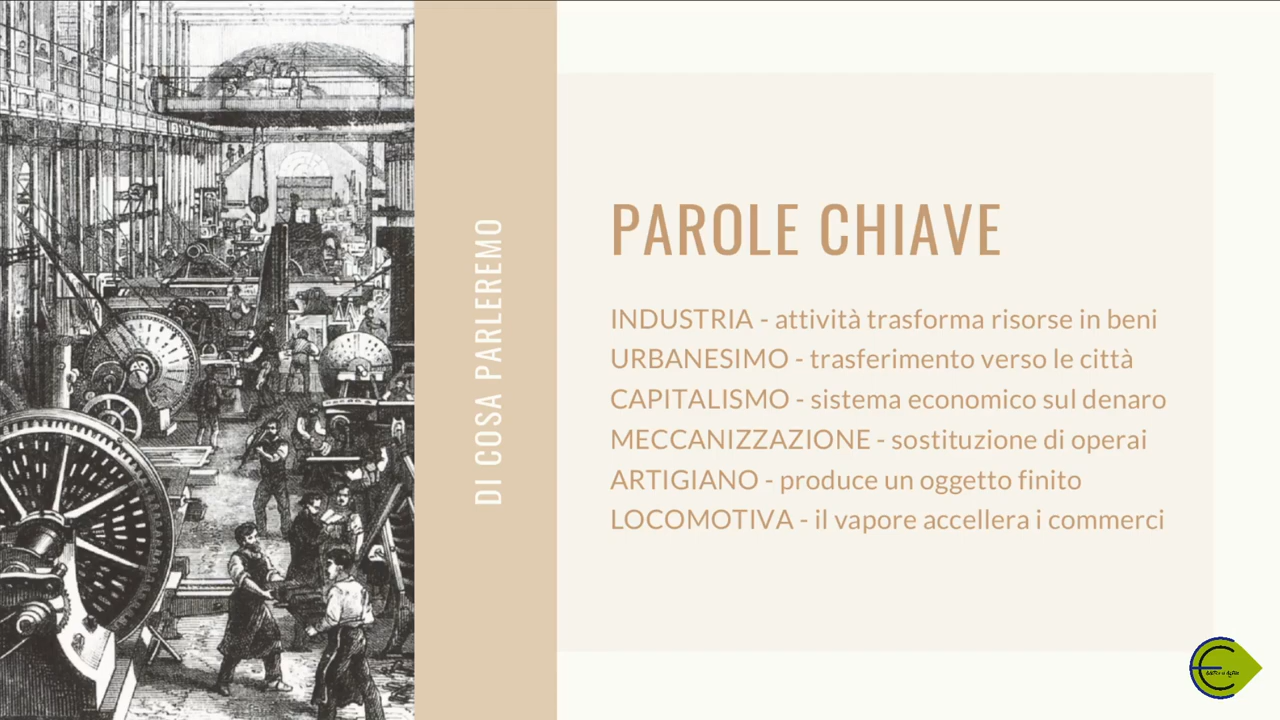 DI COSA PARLEREMO
PAROLE CHIAVE
INDUSTRIA - attività trasforma risorse in beni
URBANESIMO - trasferimento verso le città
CAPITALISMO - sistema economico sul denaro
MECCANIZZAZIONE - sostituzione di operai
ARTIGIANO - produce un oggetto finito
LOCOMOTIVA - il vapore accellera i commerci